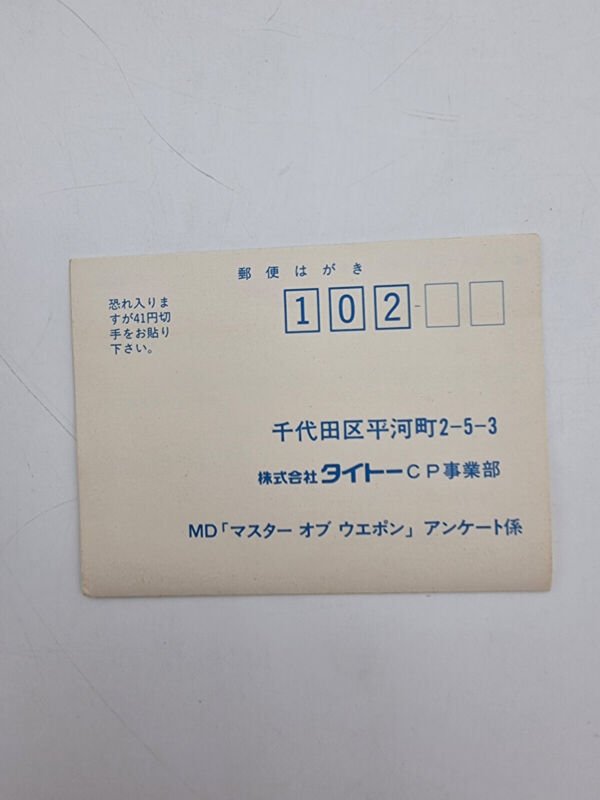 郵便はがき
恐れ入りま
すが41円切
手をお貼り
下さい。
102-
千代田区平河町2-5-3
株式会社タイトーCP事業部
MD「マスター オブ ウエポン」アンケート係